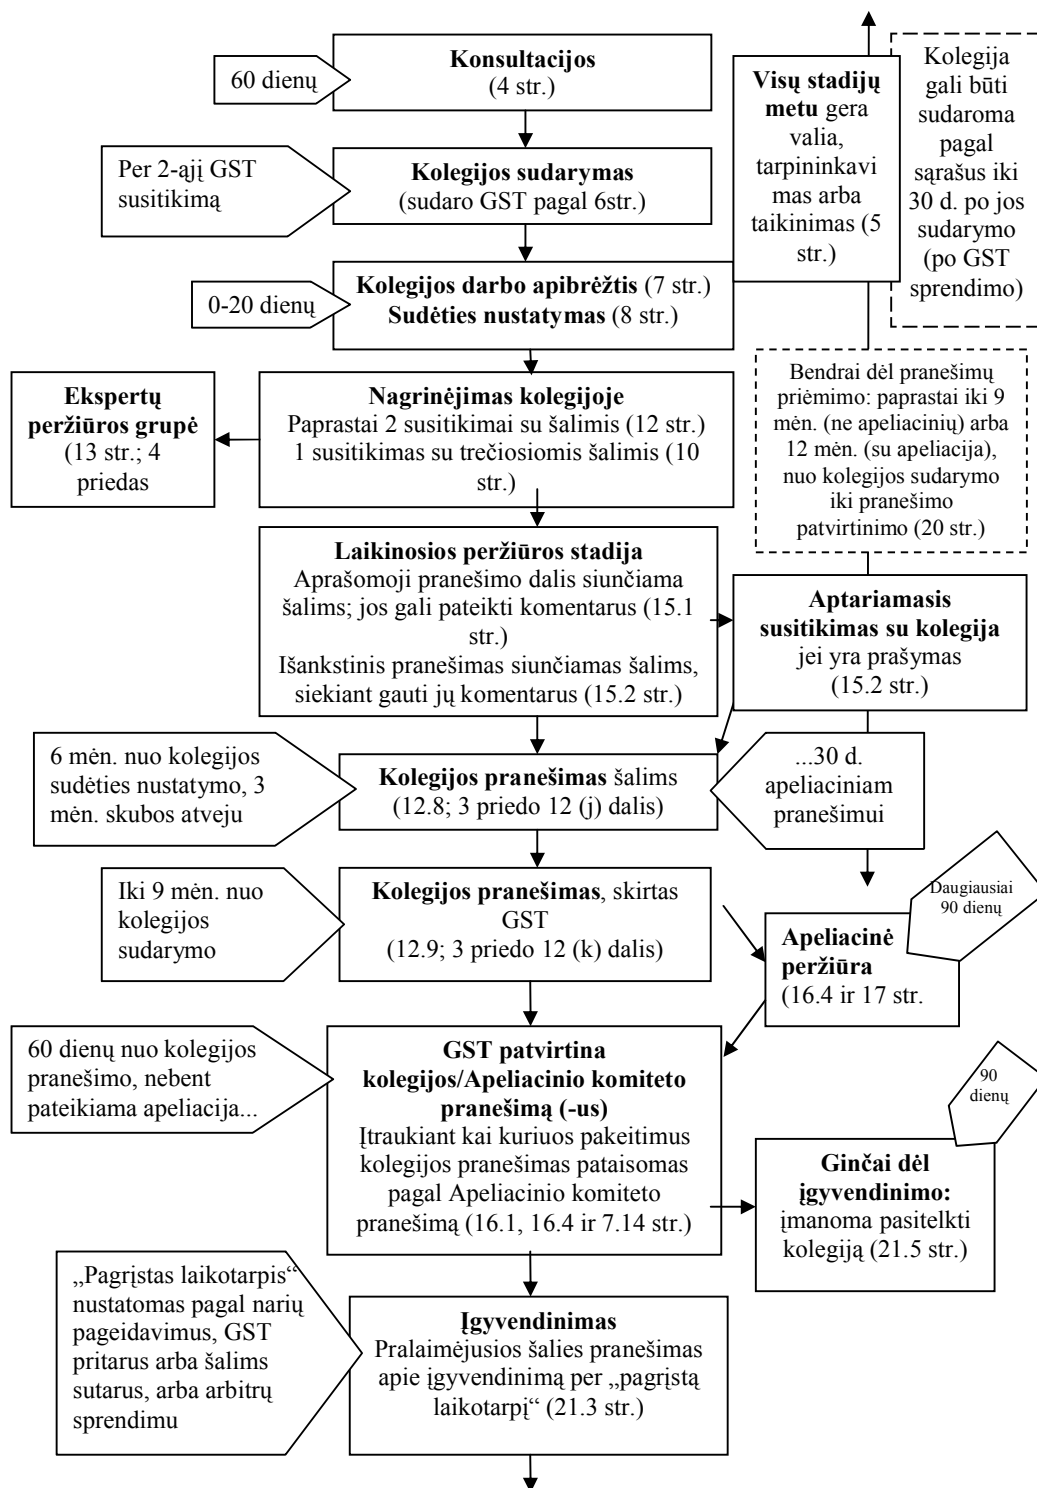 60 dienų
Konsultacijos
(4 str.)
Visų stadijų
metu gera
valia,
tarpininkavi
mas arba
taikinimas (5
str.)
Kolegija
gali būti
sudaroma
pagal
sąrašus iki
30 d. po jos
sudarymo
(po GST
sprendimo)
Per 2-ąjį GST
susitikimą
Kolegijos sudarymas
(sudaro GST pagal 6str.)
0-20 dienų
Kolegijos darbo apibrėžtis (7 str.)
Sudėties nustatymas (8 str.)
Ekspertų
peržiūros grupė
(13 str.; 4
priedas
Nagrinėjimas kolegijoje
Paprastai 2 susitikimai su šalimis (12 str.)
1 susitikimas su trečiosiomis šalimis (10
str.)
Bendrai dėl pranešimų
priėmimo: paprastai iki 9
mėn. (ne apeliacinių) arba
12 mėn. (su apeliacija),
nuo kolegijos sudarymo
iki pranešimo
patvirtinimo (20 str.)
Laikinosios peržiūros stadija
Aprašomoji pranešimo dalis siunčiama
šalims; jos gali pateikti komentarus (15.1
str.)
Išankstinis pranešimas siunčiamas šalims,
siekiant gauti jų komentarus (15.2 str.)
Aptariamasis
susitikimas su kolegija
jei yra prašymas
(15.2 str.)
6 mėn. nuo kolegijos
sudėties nustatymo, 3
mėn. skubos atveju
Kolegijos pranešimas šalims
(12.8; 3 priedo 12 (j) dalis)
...30 d.
apeliaciniam
pranešimui
Iki 9 mėn. nuo
kolegijos
sudarymo
Kolegijos pranešimas, skirtas
GST
(12.9; 3 priedo 12 (k) dalis)
Daugiausiai
90 dienų
Apeliacinė
peržiūra
(16.4 ir 17 str.
60 dienų nuo kolegijos
pranešimo, nebent
pateikiama apeliacija...
GST patvirtina
kolegijos/Apeliacinio komiteto
pranešimą (-us)
Įtraukiant kai kuriuos pakeitimus
kolegijos pranešimas pataisomas
pagal Apeliacinio komiteto
pranešimą (16.1, 16.4 ir 7.14 str.)
90
dienų
Ginčai dėl
įgyvendinimo:
įmanoma pasitelkti
kolegiją (21.5 str.)
„Pagrįstas laikotarpis“
nustatomas pagal narių
pageidavimus, GST
pritarus arba šalims
sutarus, arba arbitrų
sprendimu
Įgyvendinimas
Pralaimėjusios šalies pranešimas
apie įgyvendinimą per „pagrįstą
laikotarpį“ (21.3 str.)